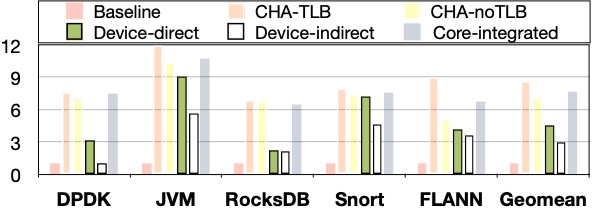 Baseline CHA-TLB CHA-noTLB
Device-direct Device-indirect Core-integrated
12
9
6
3
0
DPDK JVM RocksDB Snort FLANN Geomean